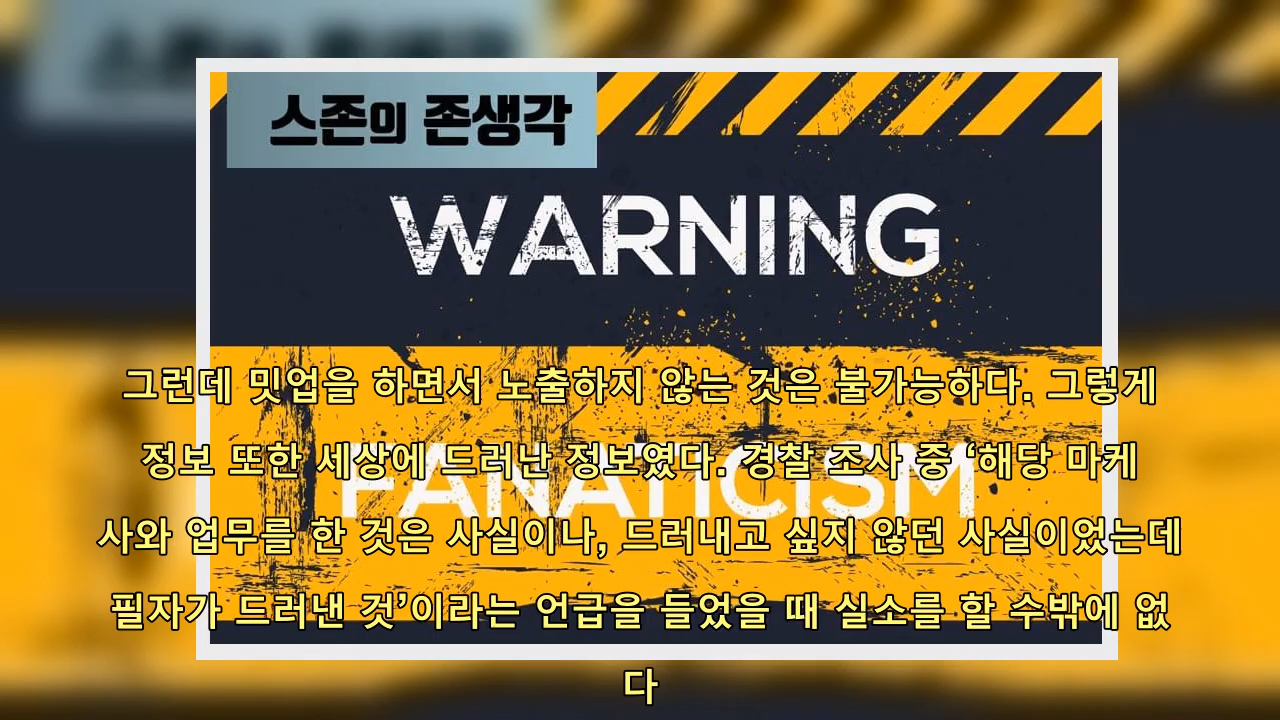 스존의 존생각
WARNING
FANATICISM
그런데 밋업을 하면서 노출하지 않는 것은 불가능하다. 그렇게
정보 또한 세상에 드러난 정보였다. 경찰 조사 중 ‘해당 마케
사와 업무를 한 것은 사실이나, 드러내고 싶지 않던 사실이었는데
필자가 드러낸 것’이라는 언급을 들었을 때 실소를 할 수밖에 없
다